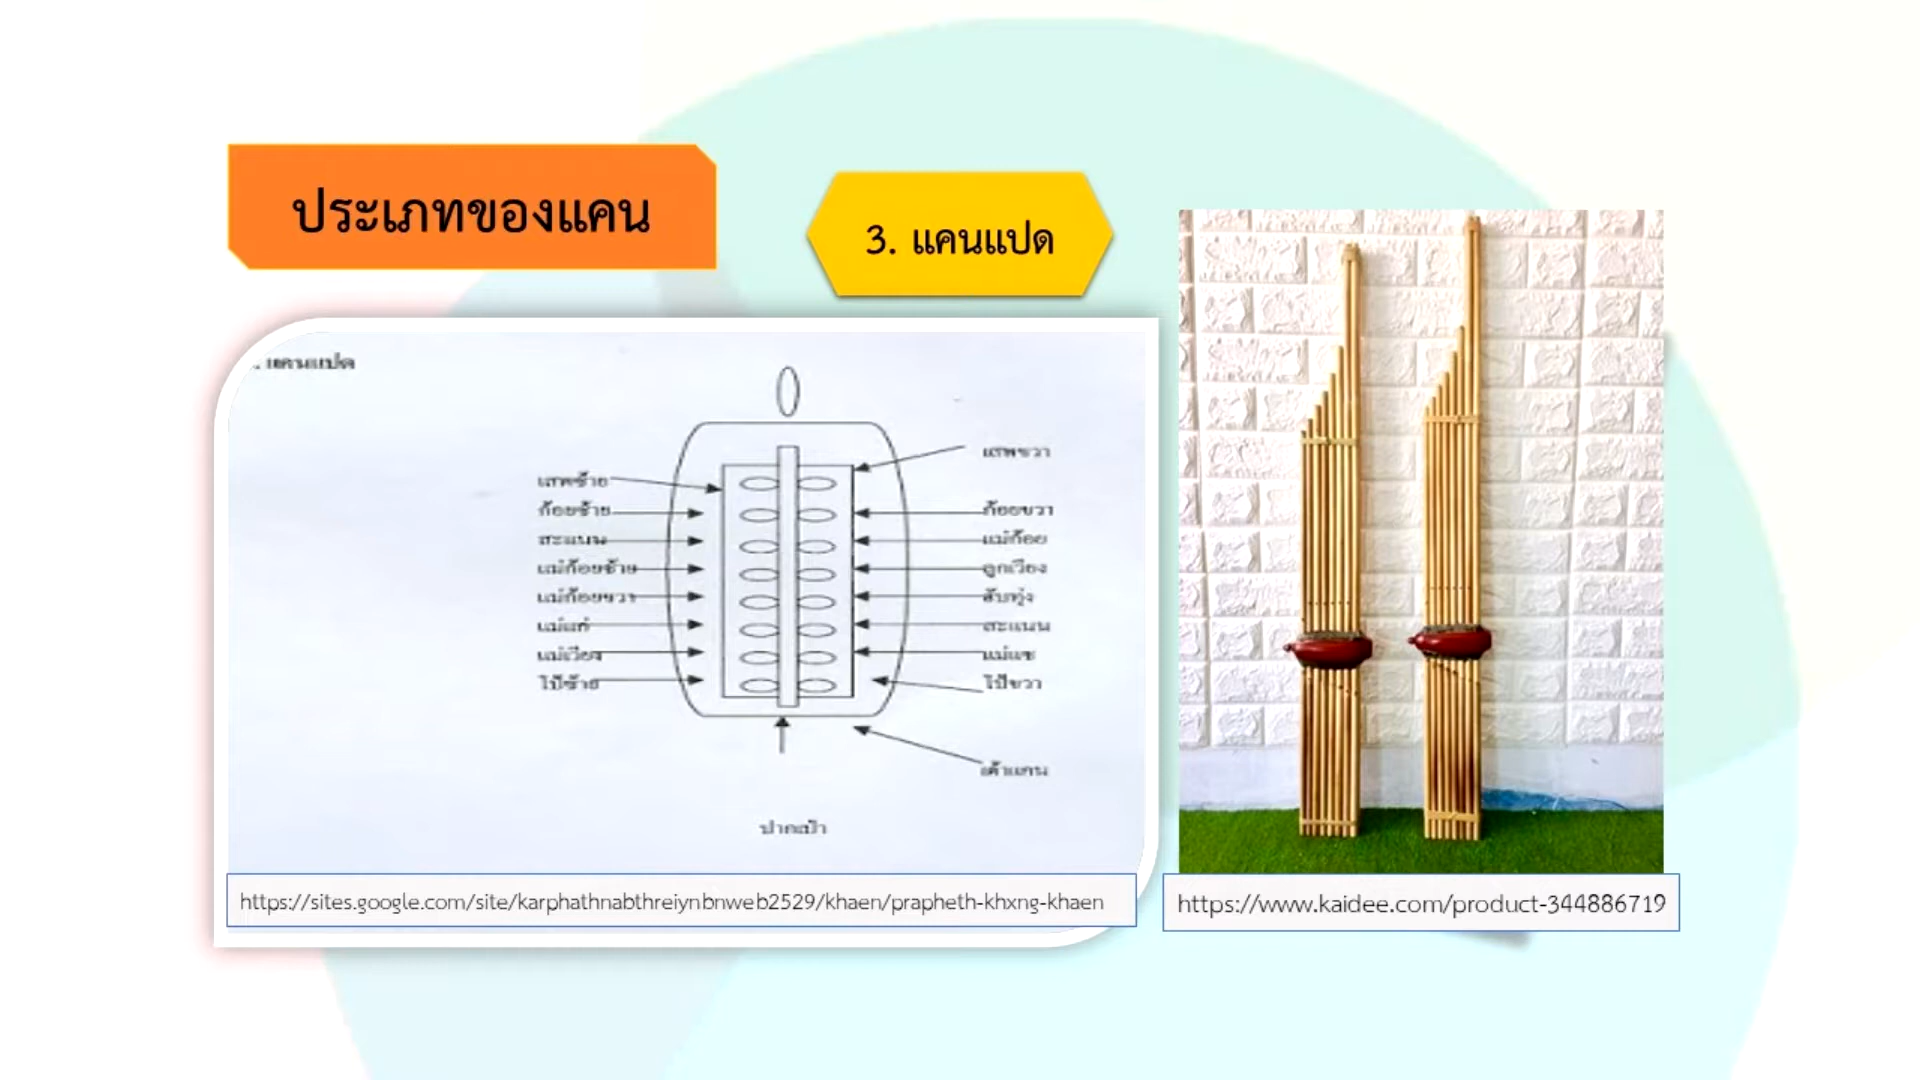 ประเภทของแคน
3. แคนแปด
แคนแปด
เสพขวา
เสพซ้าย
ก้อยซ้าย
ก้อยขวา
สะแนน
แม่ก้อย
แม่ก้อยซ้าย
ลูกเวียง
แม่ก้อยขวา
ฮับทุ่ง
แม่แก่
สะแนน
แม่เวียง
แม่แซ
โป้ซ้าย
โป้ขวา
เต้าแคน
ปากเป่า
https://sites.google.com/site/karphathnabthreiynbnweb2529/khaen/prapheth-khxng-khaen
https://www.kaidee.com/product-344886719